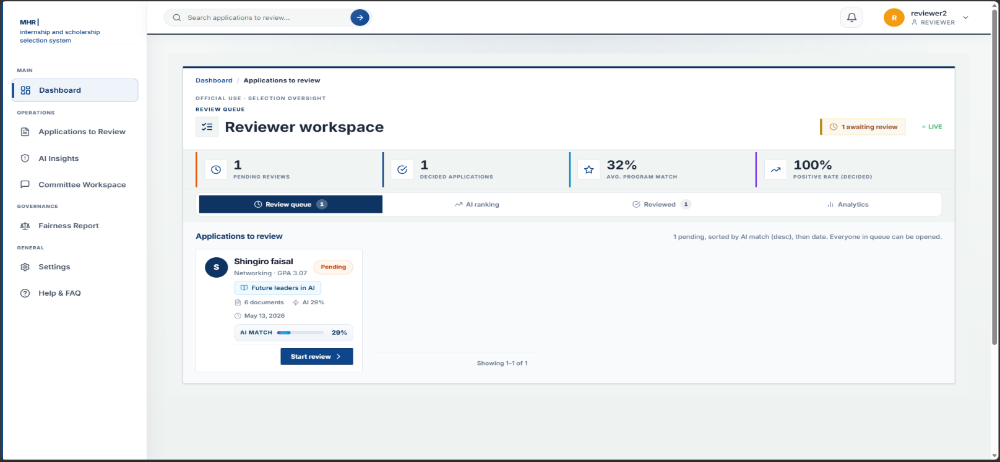 MHR |
internship and scholarship
selection system
MAIN
Dashboard
OPERATIONS
Applications to Review
AI Insights
Committee Workspace
GOVERNANCE
Fairness Report
GENERAL
Settings
Help & FAQ
Search applications to review...
R
reviewer2
REVIEWER
Dashboard / Applications to review
OFFICIAL USE · SELECTION OVERSIGHT
REVIEW QUEUE
Reviewer workspace
1 awaiting review
LIVE
1
PENDING REVIEWS
1
DECIDED APPLICATIONS
32%
AVG. PROGRAM MATCH
100%
POSITIVE RATE (DECIDED)
Review queue 1
AI ranking
Reviewed 1
Analytics
Applications to review
1 pending, sorted by AI match (desc), then date. Everyone in queue can be opened.
S
Shingiro faisal
Networking · GPA 3.07
Pending
Future leaders in AI
6 documents AI 29%
May 13, 2026
AI MATCH 29%
Start review
Showing 1–1 of 1